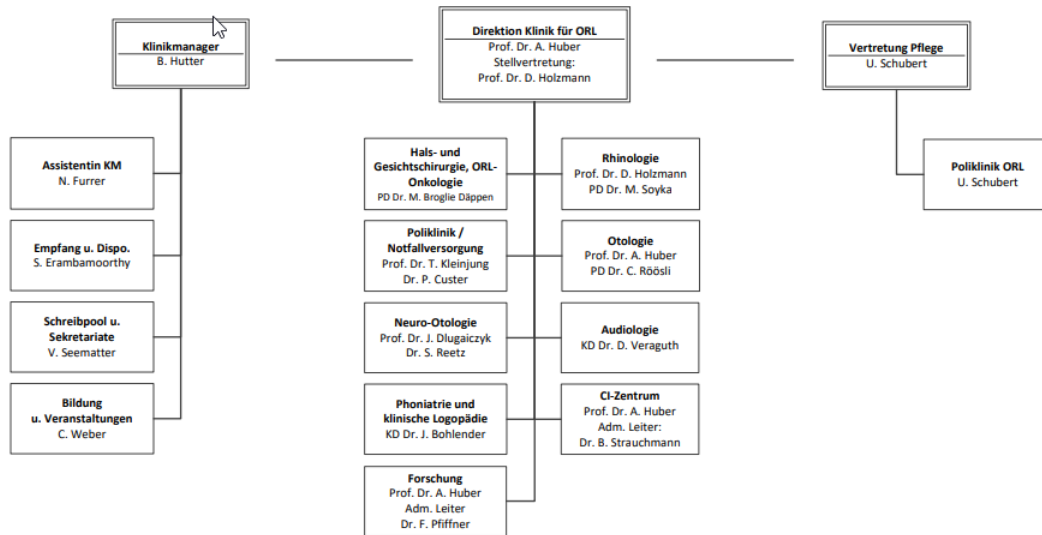 Klinikmanager
B. Hutter
Direktion Klinik für ORL
Prof. Dr. A. Huber
Stellvertretung:
Prof. Dr. D. Holzmann
Vertretung Pflege
U. Schubert
Assistentin KM
N. Furrer
Empfang u. Dispo.
S. Erambamoorthy
Schreibpool u.
Sekretariate
V. Seematter
Bildung
u. Veranstaltungen
C. Weber
Hals- und
Gesichtschirurgie, ORL-
Onkologie
PD Dr. M. Broglie Däppen
Rhinologie
Prof. Dr. D. Holzmann
PD Dr. M. Soyka
Poliklinik /
Notfallversorgung
Prof. Dr. T. Kleinjung
Dr. P. Custer
Otologie
Prof. Dr. A. Huber
PD Dr. C. Röösli
Neuro-Otologie
Prof. Dr. J. Dlugaiczyk
Dr. S. Reetz
Audiologie
KD Dr. D. Veraguth
Phoniatrie und
klinische Logopädie
KD Dr. J. Bohlender
CI-Zentrum
Prof. Dr. A. Huber
Adm. Leiter:
Dr. B. Strauchmann
Forschung
Prof. Dr. A. Huber
Adm. Leiter
Dr. F. Pfiffner
Poliklinik ORL
U. Schubert